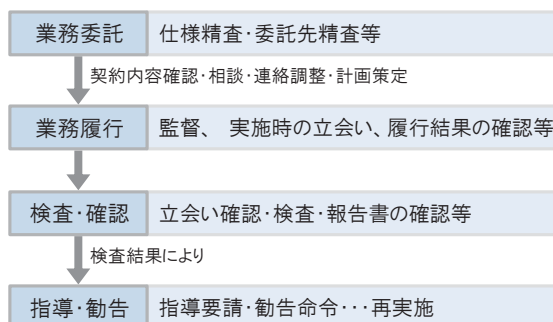 業務委託 仕様精査・委託先精査等
契約内容確認・相談・連絡調整・計画策定
業務履行 監督、 実施時の立会い、履行結果の確認等
検査・確認 立会い確認・検査・報告書の確認等
検査結果により
指導・勧告 指導要請・勧告命令・・・再実施